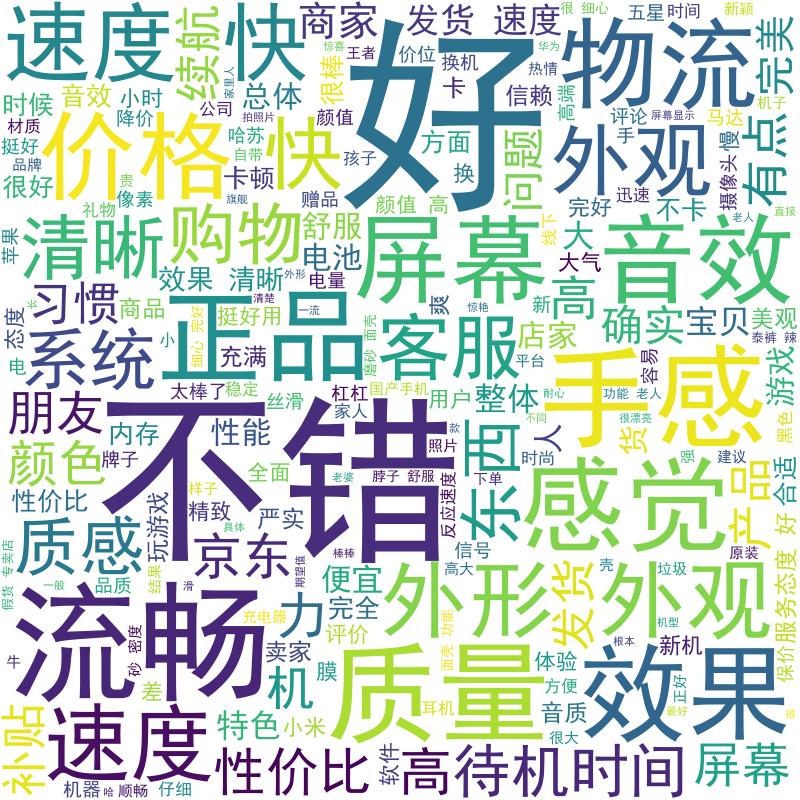 速度 快
续航
商家
发货 速度
很 细心
五星
时间
新颖
物流
完美
惊喜
王者
价位
换机
华为
热情
好
家里人
时候
音效
小时
总体
很棒
卡
信赖
高端
评论
屏幕显示
机子
材质
降价
公司
拍照片
颜值
手
马达
慢
挺好
价格
哈苏
快
方面
问题
外观
摄像头
有点
品牌
自带
孩子
换
很好
贵
卡顿
迅速
像素
旗舰
赠品
颜值 高
线下
完好
不卡
老人
直接
苹果
礼物
清晰
购物
舒服
屏幕
大
音效
电池
大气
效果 清晰
外形
电量
习惯
清楚
一流
爽
惊艳
新
高
态度
商品
挺好用
正品
磨砂 面壳
客服
店家
确实
宝贝
美观
长
小
细心 完好
泰裤 辣
电
系统
充满
平台
容易
游戏
太棒了
稳定
杠杠
国产手机
用户
整体
耐心
手感
功能 老人
朋友
丝滑
家人
不错
款
东西
人
不同
很漂亮
内存
性能
照片
时尚
货
黑色
颜色
牌子
全面
老婆
脖子 舒服
下单
感觉
强
建议
合适
性价比
样子
反应速度
产品
精致
严实
具体
质感
玩游戏
京东
棒棒
信号
原装
好
假货 专卖店
期望值
高大
壳
垃圾
一般
品质
结果
滑
便宜
外形
发货
外观
服务态度
流畅
充电器
力
完全
面壳 功能
机型
牛
砂 密度
评价
卖家
根本
新机
保价
差
机
膜
质量
体验
效果
正好
方便
补贴
速度
特色
小米
耳机
音质
最好
很
很大
性价比
软件
高
待机时间
屏幕
机器
哈
顺畅
仔细